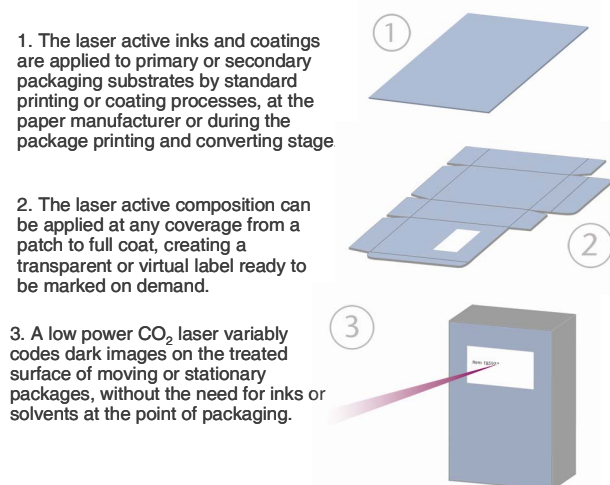 1. The laser active inks and coatings
are applied to primary or secondary
packaging substrates by standard
printing or coating processes, at the
paper manufacturer or during the
package printing and converting stage
1
2. The laser active composition can
be applied at any coverage from a
patch to full coat, creating a
transparent or virtual label ready to
be marked on demand.
2
3. A low power CO₂ laser variably
codes dark images on the treated
surface of moving or stationary
packages, without the need for inks or
solvents at the point of packaging.
3
Item